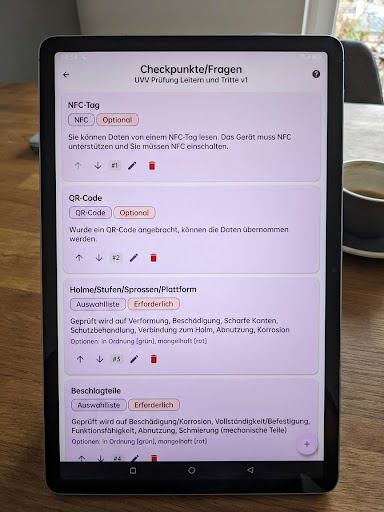 Checkpunkte/Fragen
UVV Prüfung Leitern und Tritte v1
NFC-Tag
NFC
Optional
Sie können Daten von einem NFC-Tag lesen. Das Gerät muss NFC
unterstützen und Sie müssen NFC einschalten.
#1
QR-Code
QR-Code
Optional
Wurde ein QR-Code angebracht, können die Daten übernommen
werden.
#2
Holme/Stufen/Sprossen/Plattform
Auswahlliste
Erforderlich
Geprüft wird auf Verformung, Beschädigung, Scharfe Kanten,
Schutzbehandlung, Verbindung zum Holm, Abnutzung, Korrosion
Optionen: in Ordnung [grün], mangelhaft [rot]
Beschlagteile
Auswahlliste
Erforderlich
Geprüft wird auf Beschädigung/Korrosion, Vollständigkeit/Befestigung,
Funktionsfähigkeit, Abnutzung, Schmierung (mechanische Teile)
Optionen: in Ordnung [grün], mangelhaft [rot]
#4
+